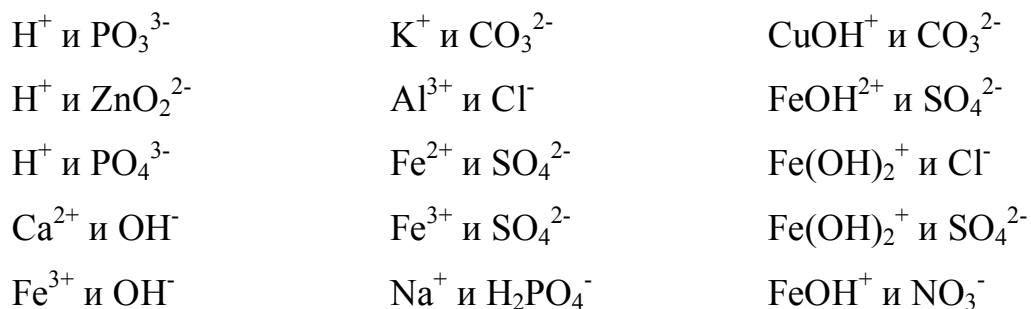 H⁺ и PO₃³⁻ K⁺ и CO₃²⁻ CuOH⁺ и CO₃²⁻
H⁺ и ZnO₂²⁻ Al³⁺ и Cl⁻ FeOH²⁺ и SO₄²⁻
H⁺ и PO₄³⁻ Fe²⁺ и SO₄²⁻ Fe(OH)₂⁺ и Cl⁻
Ca²⁺ и OH⁻ Fe³⁺ и SO₄²⁻ Fe(OH)₂⁺ и SO₄²⁻
Fe³⁺ и OH⁻ Na⁺ и H₂PO₄⁻ FeOH⁺ и NO₃⁻